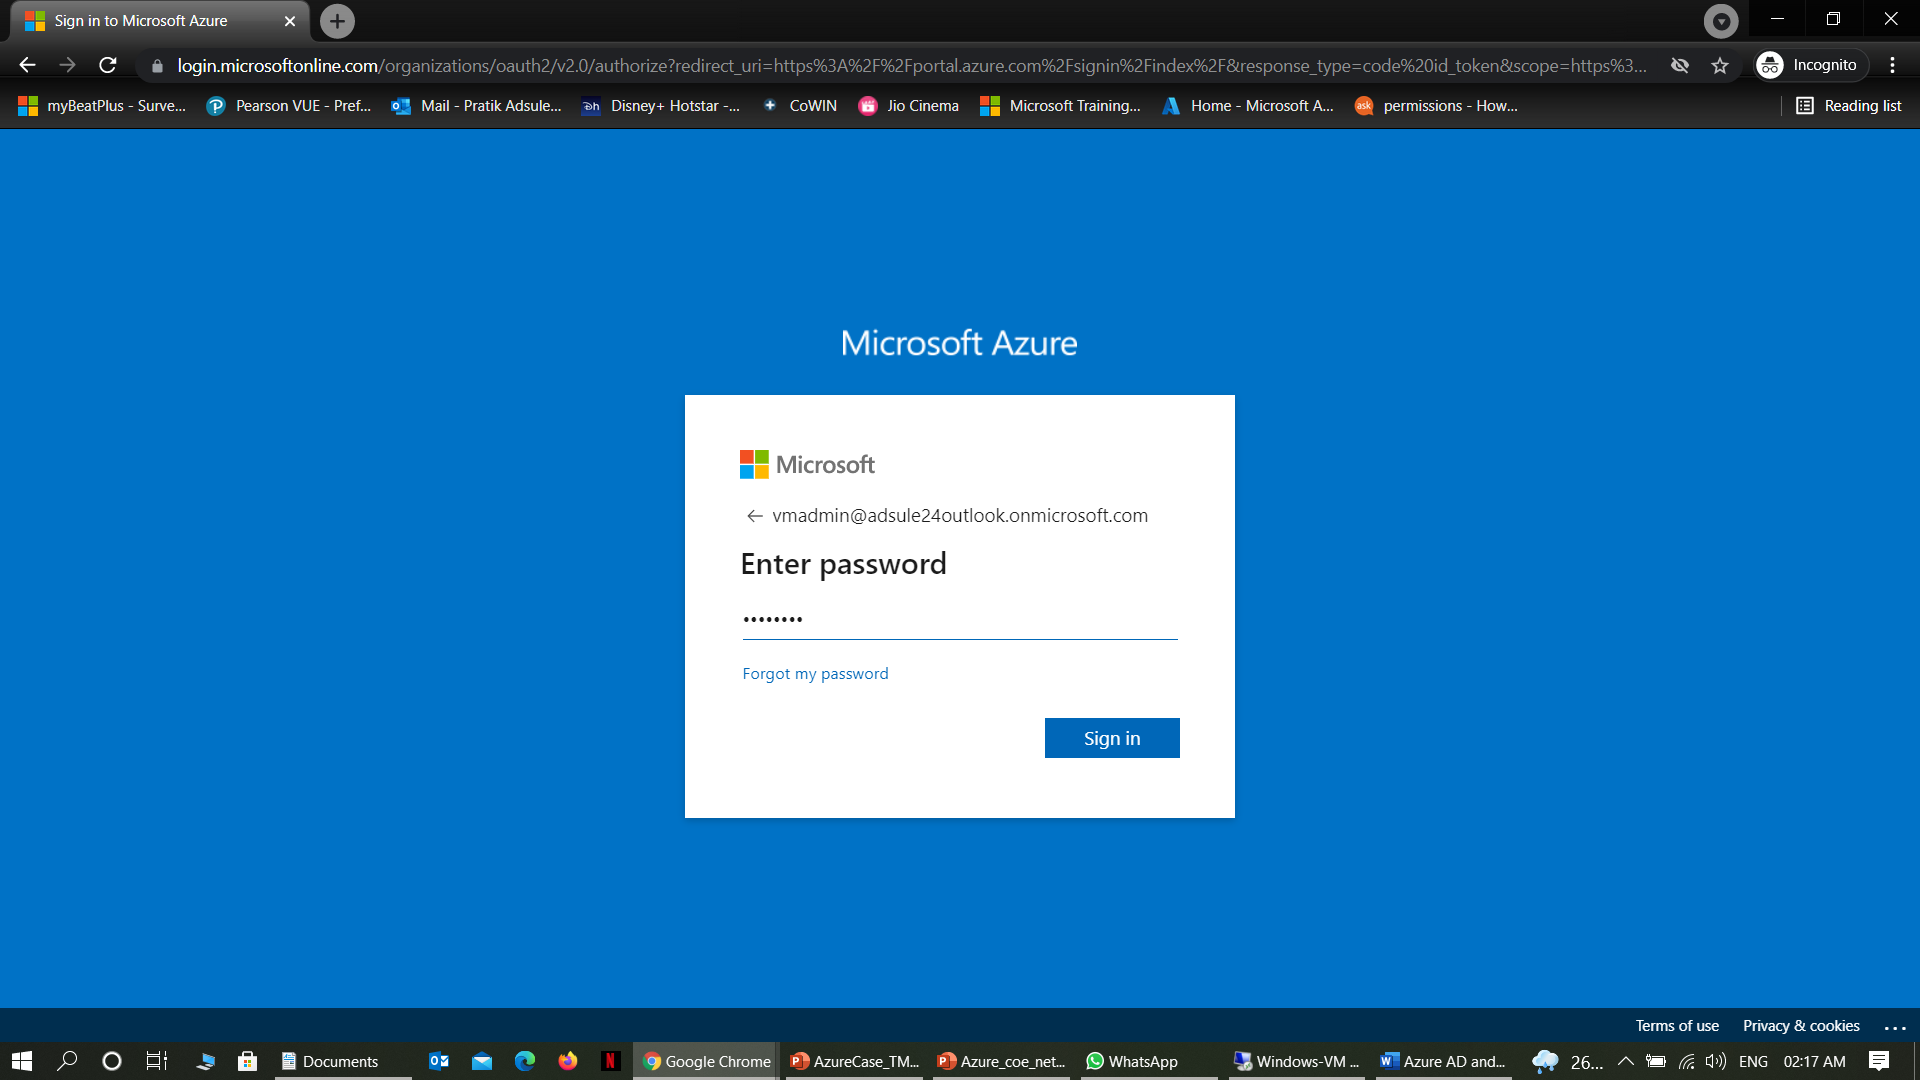 Sign in to Microsoft Azure
login.microsoftonline.com/organizations/oauth2/v2.0/authorize?redirect_uri=https%3A%2F%2Fportal.azure.com%2Fsignin%2Findex%2F&response_type=code%20id_token&scope=https%3...
Incognito
myBeatPlus - Surve... Pearson VUE - Pref... Mail - Pratik Adsule... Disney+ Hotstar -... CoWIN Jio Cinema Microsoft Training... Home - Microsoft A... permissions - How... Reading list
Microsoft Azure
Microsoft
vmadmin@adsule24outlook.onmicrosoft.com
Enter password
••••••••
Forgot my password
Sign in
Terms of use Privacy & cookies ...
Documents Google Chrome AzureCase_TM... Azure_coe_net... WhatsApp Windows-VM ... Azure AD and... 26... ENG 02:17 AM